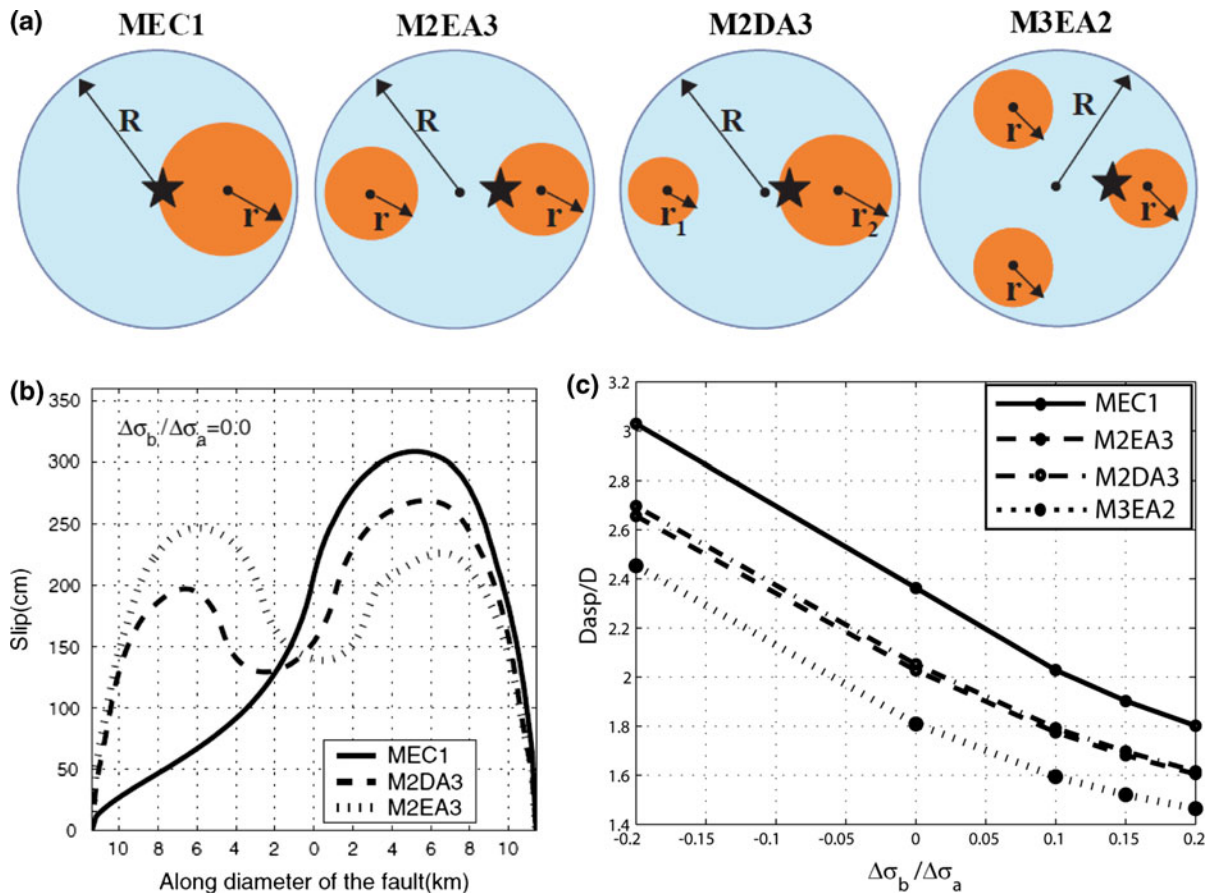 (a) MEC1 M2EA3 M2DA3 M3EA2
R r
R r r
R r₁ r₂
R r r r
(b)
Δσb/Δσa=0.0
350
300
250
200
150
100
50
0
Slip(cm)
10 8 6 4 2 0 2 4 6 8 10
Along diameter of the fault(km)
MEC1
M2DA3
M2EA3
(c)
3.2
3
2.8
2.6
2.4
2.2
2
1.8
1.6
1.4
Dasp/D
-0.2 -0.15 -0.1 -0.05 0 0.05 0.1 0.15 0.2
Δσb/Δσa
MEC1
M2EA3
M2DA3
M3EA2